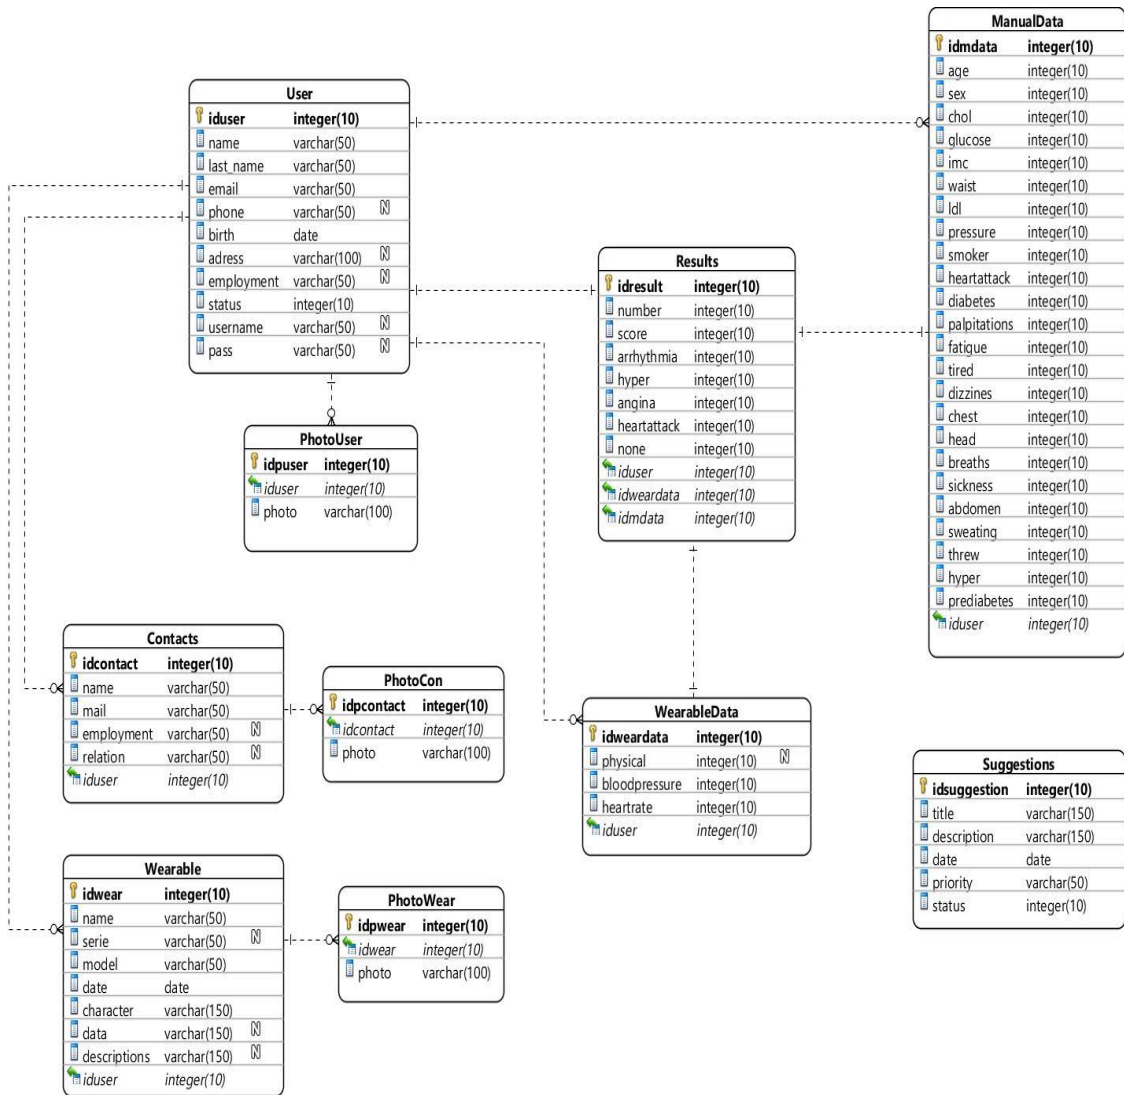 ManualData
idmdata integer(10)
age integer(10)
sex integer(10)
chol integer(10)
glucose integer(10)
imc integer(10)
waist integer(10)
ldl integer(10)
pressure integer(10)
smoker integer(10)
heartattack integer(10)
diabetes integer(10)
palpitations integer(10)
fatigue integer(10)
tired integer(10)
dizzines integer(10)
chest integer(10)
head integer(10)
breaths integer(10)
sickness integer(10)
abdomen integer(10)
sweating integer(10)
threw integer(10)
hyper integer(10)
prediabetes integer(10)
iduser integer(10)
User
iduser integer(10)
name varchar(50)
last_name varchar(50)
email varchar(50)
phone varchar(50) N
birth date
adress varchar(100) N
employment varchar(50) N
status integer(10)
username varchar(50) N
pass varchar(50) N
Results
idresult integer(10)
number integer(10)
score integer(10)
arrhythmia integer(10)
hyper integer(10)
angina integer(10)
heartattack integer(10)
none integer(10)
iduser integer(10)
idweardata integer(10)
idmdata integer(10)
PhotoUser
idpuser integer(10)
iduser integer(10)
photo varchar(100)
Contacts
idcontact integer(10)
name varchar(50)
mail varchar(50)
employment varchar(50) N
relation varchar(50) N
iduser integer(10)
PhotoCon
idpcontact integer(10)
idcontact integer(10)
photo varchar(100)
WearableData
idweardata integer(10)
physical integer(10) N
bloodpressure integer(10)
heartrate integer(10)
iduser integer(10)
Suggestions
idsuggestion integer(10)
title varchar(150)
description varchar(150)
date date
priority varchar(50)
status integer(10)
Wearable
idwear integer(10)
name varchar(50)
serie varchar(50) N
model varchar(50)
date date
character varchar(150)
data varchar(150) N
descriptions varchar(150) N
iduser integer(10)
PhotoWear
idpwear integer(10)
idwear integer(10)
photo varchar(100)